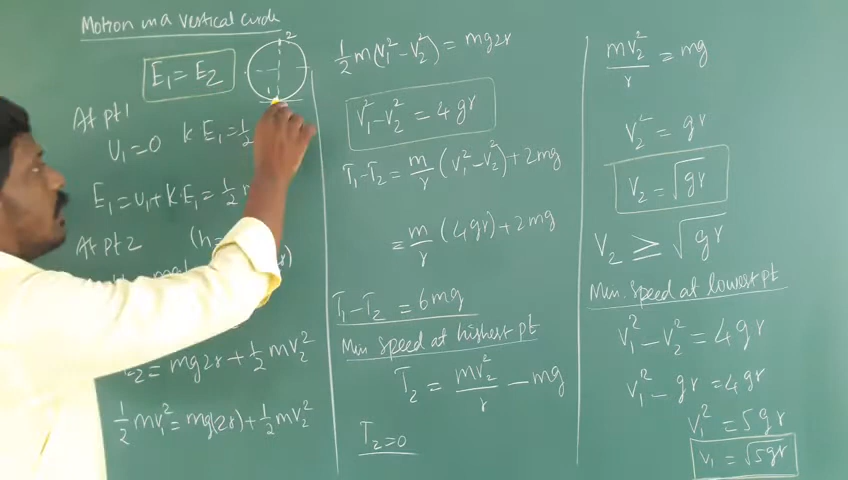 Motion in a vertical circle
2
E₁ = E₂
At pt 1
U₁ = 0 K E₁ = 1/2
E₁ = U₁ + K.E₁ = 1/2
At pt 2 (h =
= mg2r + 1/2 mv₂²
1/2 mv₁² = mg(2r) + 1/2 mv₂²
1/2 m(v₁² - v₂²) = mg2r
v₁² - v₂² = 4gr
T₁ - T₂ = m/r (v₁² - v₂²) + 2mg
= m/r (4gr) + 2mg
T₁ - T₂ = 6mg
Min speed at highest pt
T₂ = mv₂²/r - mg
T₂ = 0
mv₂²/r = mg
v₂² = gr
v₂ = √gr
v₂ ≥ √gr
Min. Speed at lowest pt
v₁² - v₂² = 4gr
v₁² - gr = 4gr
v₁² = 5gr
v₁ = √5gr